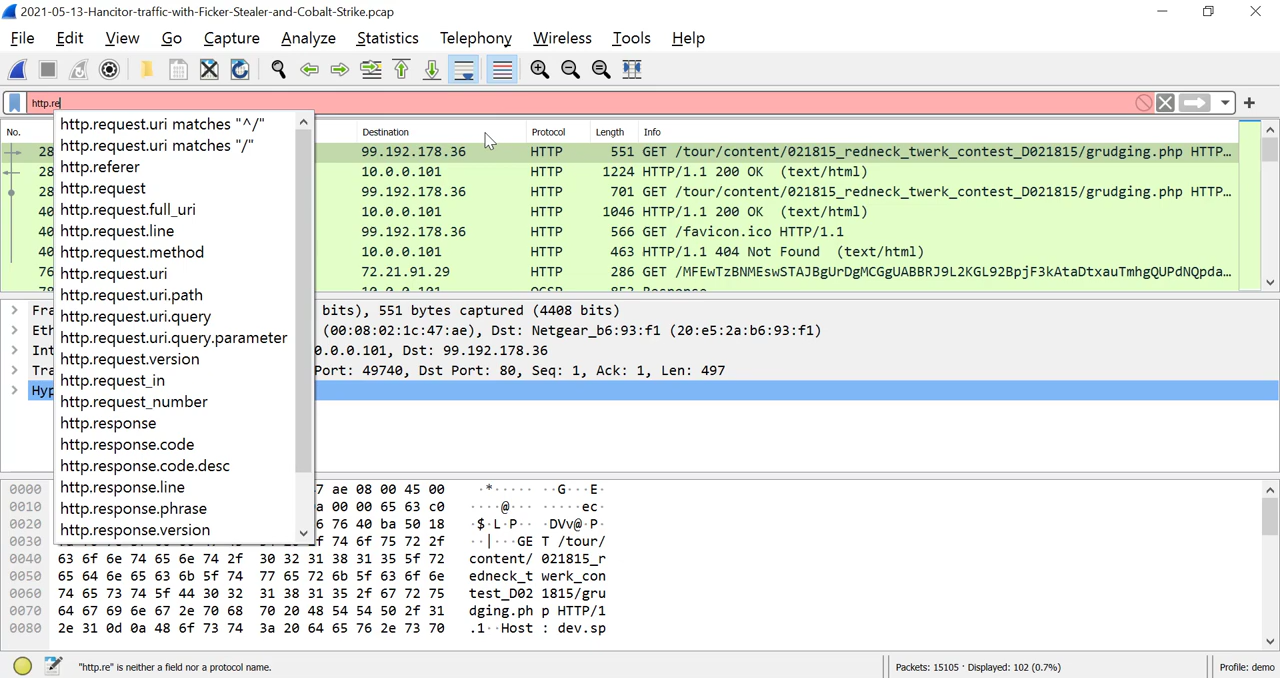 2021-05-13-Hancitor-traffic-with-Ficker-Stealer-and-Cobalt-Strike.pcap
File Edit View Go Capture Analyze Statistics Telephony Wireless Tools Help
http.re
http.request.uri matches "^/"
http.request.uri matches "/"
http.referer
http.request
http.request.full_uri
http.request.line
http.request.method
http.request.uri
http.request.uri.path
http.request.uri.query
http.request.uri.query.parameter
http.request.version
http.request_in
http.request_number
http.response
http.response.code
http.response.code.desc
http.response.line
http.response.phrase
http.response.version
No. Destination Protocol Length Info
28 99.192.178.36 HTTP 551 GET /tour/content/021815_redneck_twerk_contest_D021815/grudging.php HTTP…
28 10.0.0.101 HTTP 1224 HTTP/1.1 200 OK (text/html)
28 99.192.178.36 HTTP 701 GET /tour/content/021815_redneck_twerk_contest_D021815/grudging.php HTTP…
40 10.0.0.101 HTTP 1046 HTTP/1.1 200 OK (text/html)
40 99.192.178.36 HTTP 566 GET /favicon.ico HTTP/1.1
40 10.0.0.101 HTTP 463 HTTP/1.1 404 Not Found (text/html)
76 72.21.91.29 HTTP 286 GET /MFEwTzBNMEswSTAJBgUrDgMCGgUABBRJ9L2KGL92BpjF3kAtaDtxauTmhgQUPdNQpda…
Fra bits), 551 bytes captured (4408 bits)
Eth (00:08:02:1c:47:ae), Dst: Netgear_b6:93:f1 (20:e5:2a:b6:93:f1)
Int 0.0.0.101, Dst: 99.192.178.36
Tra Port: 49740, Dst Port: 80, Seq: 1, Ack: 1, Len: 497
Hyp
0000 7 ae 08 00 45 00 ·*····· ··G···E·
0010 a 00 00 65 63 c0 ····@·· ·····ec·
0020 6 76 40 ba 50 18 ·$·L·P·· ·DVv@·P·
0030 f 74 6f 75 72 2f ··|···GE T /tour/
0040 63 6f 6e 74 65 6e 74 2f 30 32 31 38 31 35 5f 72 content/ 021815_r
0050 65 64 6e 65 63 6b 5f 74 77 65 72 6b 5f 63 6f 6e edneck_t werk_con
0060 74 65 73 74 5f 44 30 32 31 38 31 35 2f 67 72 75 test_D02 1815/gru
0070 64 67 69 6e 67 2e 70 68 70 20 48 54 54 50 2f 31 dging.ph p HTTP/1
0080 2e 31 0d 0a 48 6f 73 74 3a 20 64 65 76 2e 73 70 .1··Host : dev.sp
"http.re" is neither a field nor a protocol name. Packets: 15105 · Displayed: 102 (0.7%) Profile: demo